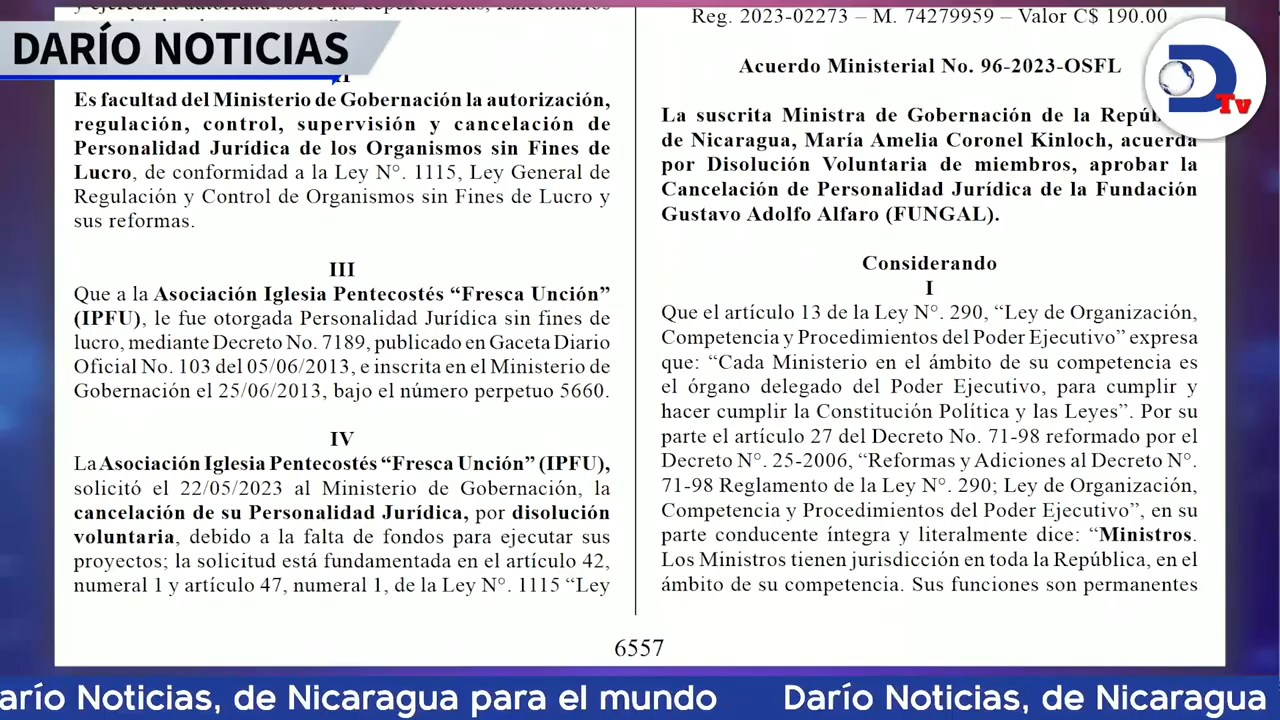 DARÍO NOTICIAS
D
Tv
Es facultad del Ministerio de Gobernación la autorización,
regulación, control, supervisión y cancelación de
Personalidad Jurídica de los Organismos sin Fines de
Lucro, de conformidad a la Ley N°. 1115, Ley General de
Regulación y Control de Organismos sin Fines de Lucro y
sus reformas.
III
Que a la Asociación Iglesia Pentecostés “Fresca Unción”
(IPFU), le fue otorgada Personalidad Jurídica sin fines de
lucro, mediante Decreto No. 7189, publicado en Gaceta Diario
Oficial No. 103 del 05/06/2013, e inscrita en el Ministerio de
Gobernación el 25/06/2013, bajo el número perpetuo 5660.
IV
La Asociación Iglesia Pentecostés “Fresca Unción” (IPFU),
solicitó el 22/05/2023 al Ministerio de Gobernación, la
cancelación de su Personalidad Jurídica, por disolución
voluntaria, debido a la falta de fondos para ejecutar sus
proyectos; la solicitud está fundamentada en el artículo 42,
numeral 1 y artículo 47, numeral 1, de la Ley N°. 1115 “Ley
Reg. 2023-02273 – M. 74279959 – Valor C$ 190.00
Acuerdo Ministerial No. 96-2023-OSFL
La suscrita Ministra de Gobernación de la
de Nicaragua, María Amelia Coronel Kinloch, acuerda
por Disolución Voluntaria de miembros, aprobar la
Cancelación de Personalidad Jurídica de la Fundación
Gustavo Adolfo Alfaro (FUNGAL).
Considerando
I
Que el artículo 13 de la Ley N°. 290, “Ley de Organización,
Competencia y Procedimientos del Poder Ejecutivo” expresa
que: “Cada Ministerio en el ámbito de su competencia es
el órgano delegado del Poder Ejecutivo, para cumplir y
hacer cumplir la Constitución Política y las Leyes”. Por su
parte el artículo 27 del Decreto No. 71-98 reformado por el
Decreto N°. 25-2006, “Reformas y Adiciones al Decreto N°.
71-98 Reglamento de la Ley N°. 290; Ley de Organización,
Competencia y Procedimientos del Poder Ejecutivo”, en su
parte conducente íntegra y literalmente dice: “Ministros.
Los Ministros tienen jurisdicción en toda la República, en el
ámbito de su competencia. Sus funciones son permanentes
6557
arío Noticias, de Nicaragua para el mundo Darío Noticias, de Nicaragua